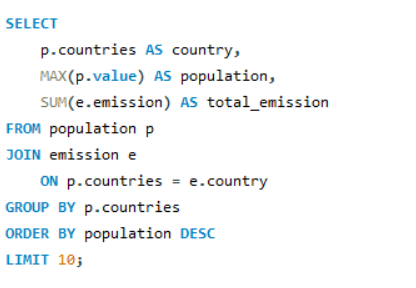 SELECT
    p.countries AS country,
    MAX(p.value) AS population,
    SUM(e.emission) AS total_emission
FROM population p
JOIN emission e
    ON p.countries = e.country
GROUP BY p.countries
ORDER BY population DESC
LIMIT 10;